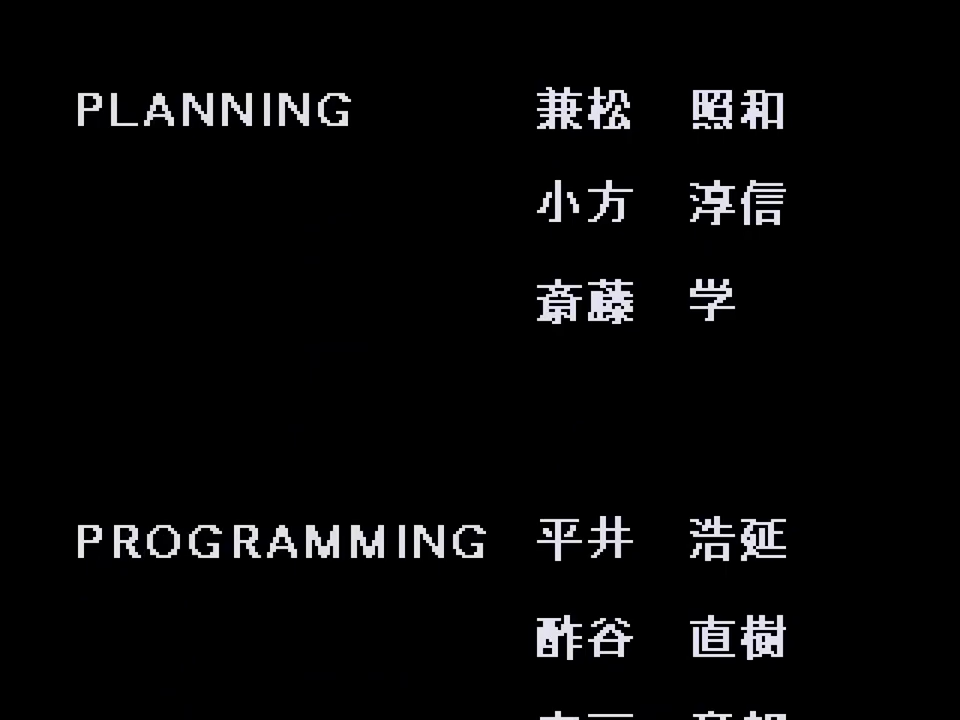 PLANNING 兼松 照和
小方 淳信
斎藤 学
PROGRAMMING 平井 浩延
酢谷 直樹